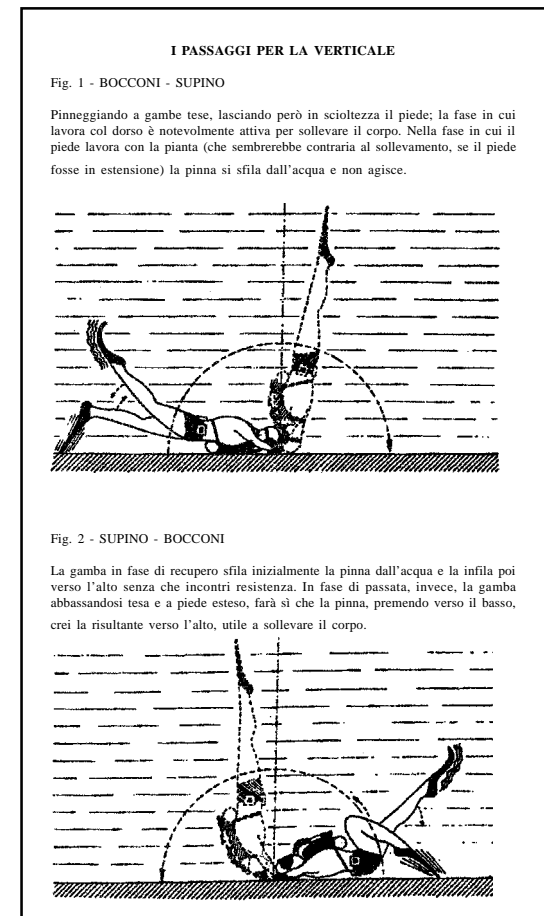 I PASSAGGI PER LA VERTICALE
Fig. 1 - BOCCONI - SUPINO
Pinneggiando a gambe tese, lasciando però in scioltezza il piede; la fase in cui
lavora col dorso è notevolmente attiva per sollevare il corpo. Nella fase in cui il
piede lavora con la pianta (che sembrerebbe contraria al sollevamento, se il piede
fosse in estensione) la pinna si sfila dall'acqua e non agisce.
Fig. 2 - SUPINO - BOCCONI
La gamba in fase di recupero sfila inizialmente la pinna dall'acqua e la infila poi
verso l'alto senza che incontri resistenza. In fase di passata, invece, la gamba
abbassandosi tesa e a piede esteso, farà sì che la pinna, premendo verso il basso,
crei la risultante verso l'alto, utile a sollevare il corpo.